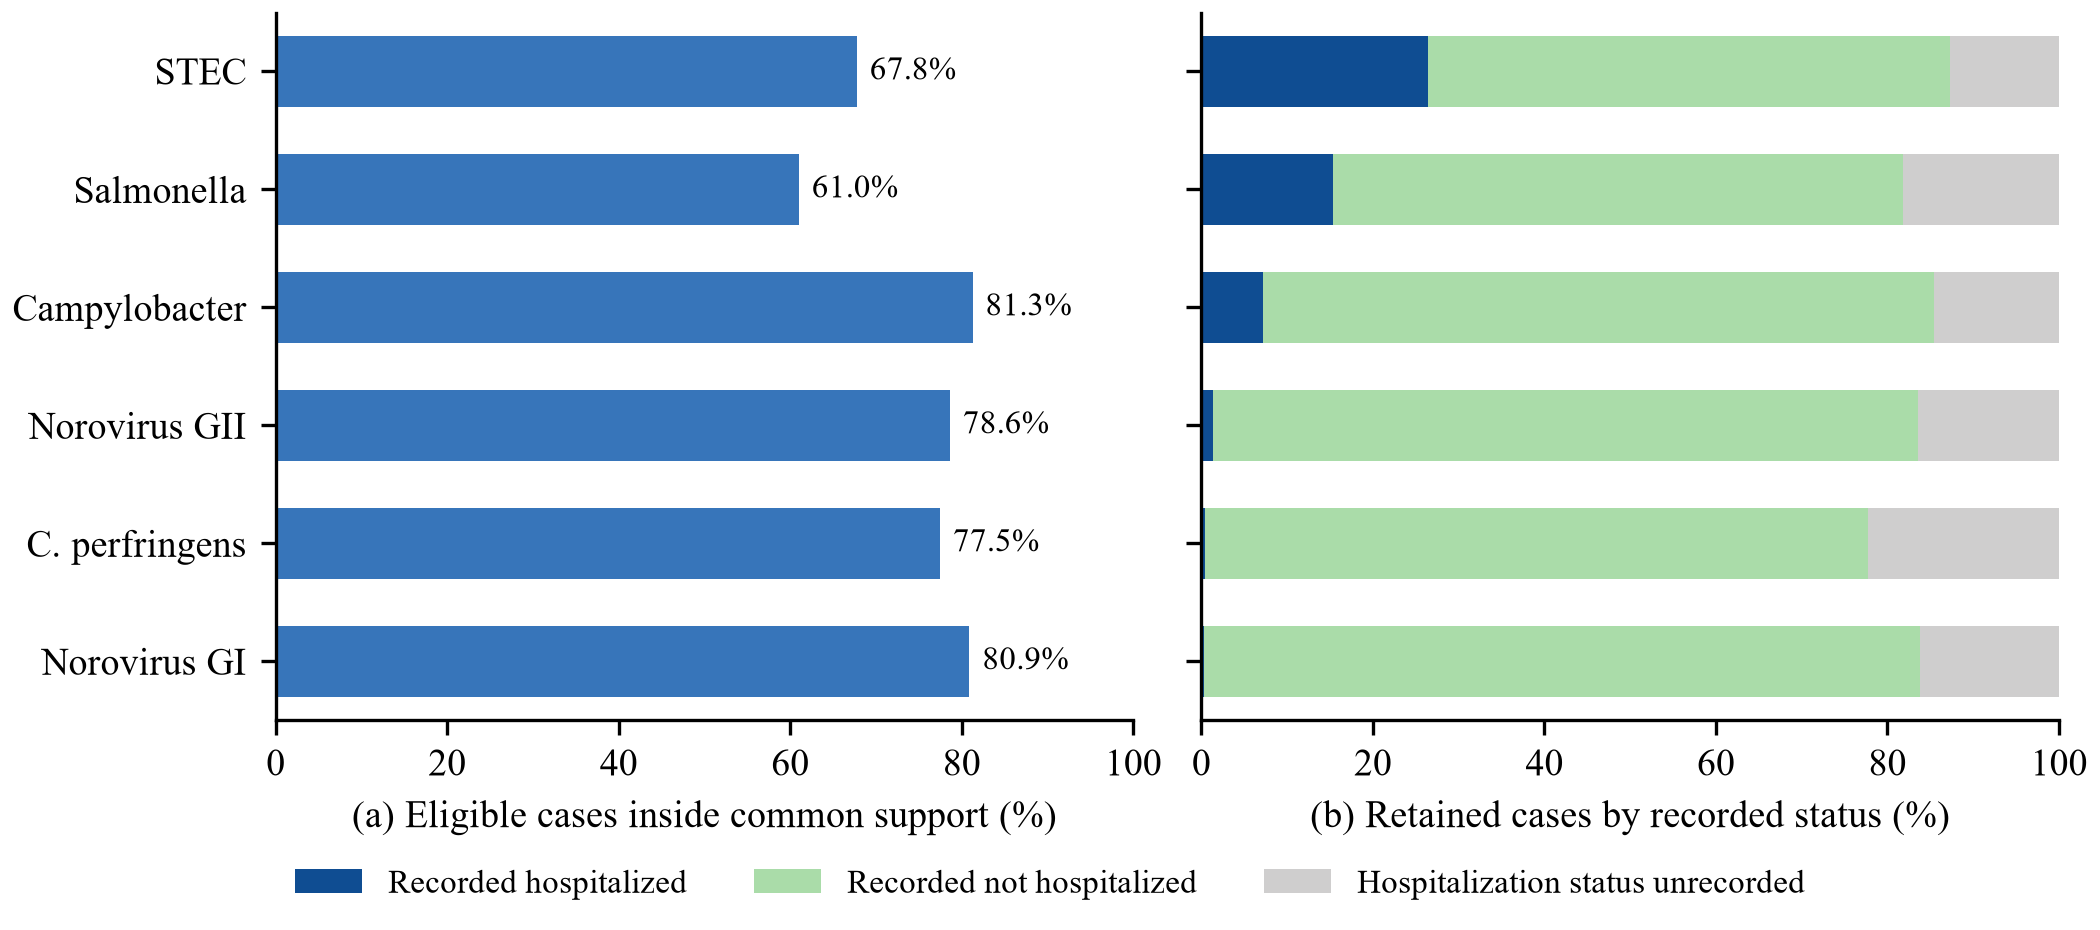 STEC
67.8%
Salmonella
61.0%
Campylobacter
81.3%
Norovirus GII
78.6%
C. perfringens
77.5%
Norovirus GI
80.9%
0 20 40 60 80 100
0 20 40 60 80 100
(a) Eligible cases inside common support (%)
(b) Retained cases by recorded status (%)
Recorded hospitalized
Recorded not hospitalized
Hospitalization status unrecorded